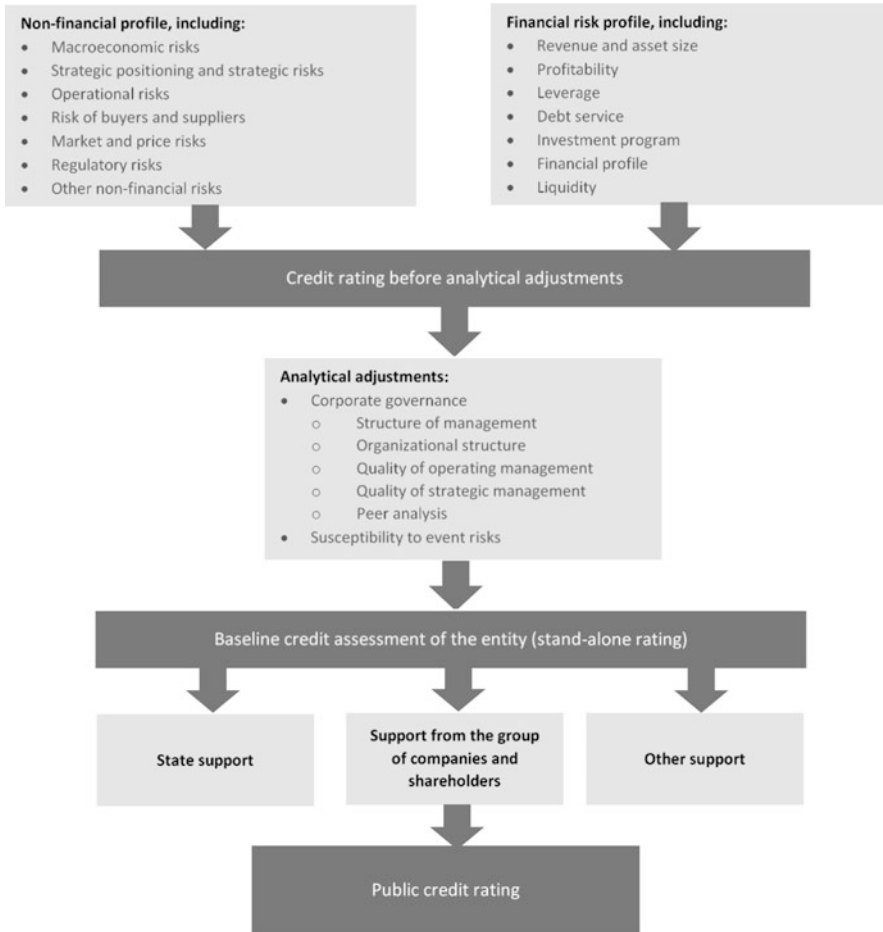 Non-financial profile, including:
• Macroeconomic risks
• Strategic positioning and strategic risks
• Operational risks
• Risk of buyers and suppliers
• Market and price risks
• Regulatory risks
• Other non-financial risks
Financial risk profile, including:
• Revenue and asset size
• Profitability
• Leverage
• Debt service
• Investment program
• Financial profile
• Liquidity
Credit rating before analytical adjustments
Analytical adjustments:
• Corporate governance
o Structure of management
o Organizational structure
o Quality of operating management
o Quality of strategic management
o Peer analysis
• Susceptibility to event risks
Baseline credit assessment of the entity (stand-alone rating)
State support
Support from the group
of companies and
shareholders
Other support
Public credit rating